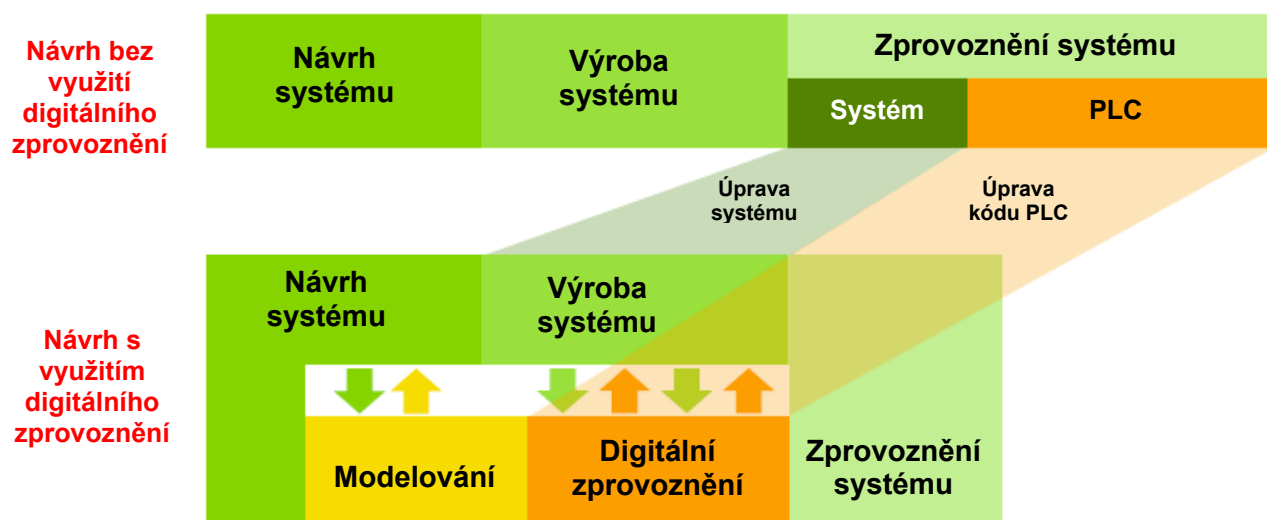 Návrh bez
využití
digitálního
zprovoznění
Návrh
systému
Výroba
systému
Zprovoznění systému
Systém
PLC
Úprava
systému
Úprava
kódu PLC
Návrh s
využitím
digitálního
zprovoznění
Návrh
systému
Výroba
systému
Modelování
Digitální
zprovoznění
Zprovoznění
systému